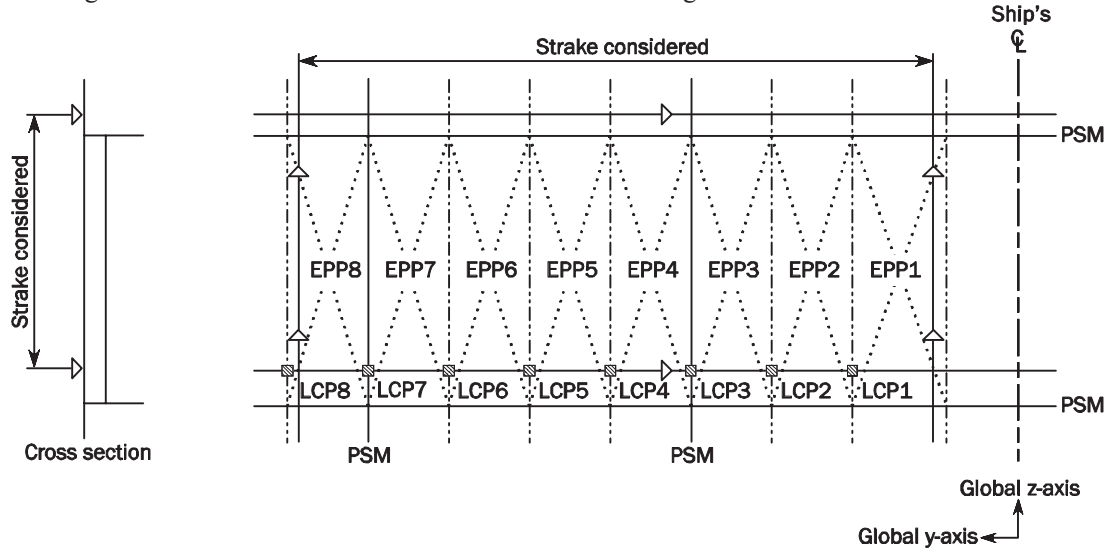 Ship's
℄
Strake considered
PSM
Strake considered
EPP8 EPP7 EPP6 EPP5 EPP4 EPP3 EPP2 EPP1
LCP8 LCP7 LCP6 LCP5 LCP4 LCP3 LCP2 LCP1
PSM
Cross section
PSM PSM
Global z-axis
Global y-axis